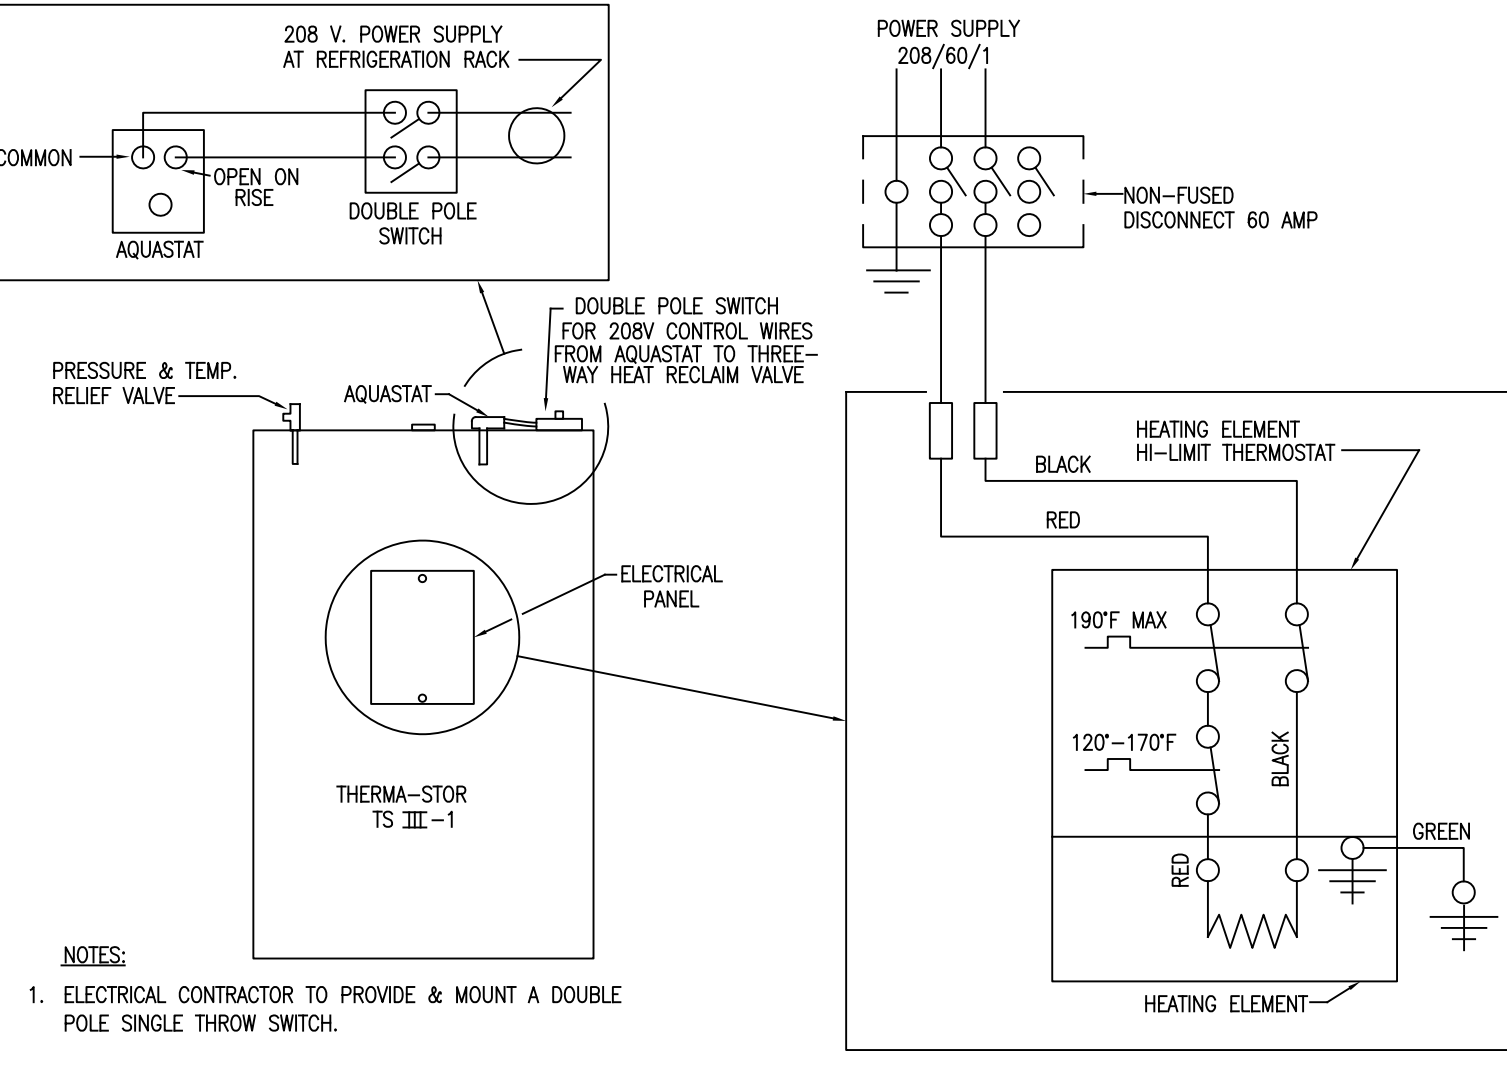 208 V. POWER SUPPLY
AT REFRIGERATION RACK
COMMON
OPEN ON
RISE
AQUASTAT
DOUBLE POLE
SWITCH
POWER SUPPLY
208/60/1
NON-FUSED
DISCONNECT 60 AMP
DOUBLE POLE SWITCH
FOR 208V CONTROL WIRES
FROM AQUASTAT TO THREE-
WAY HEAT RECLAIM VALVE
PRESSURE & TEMP.
RELIEF VALVE
AQUASTAT
ELECTRICAL
PANEL
THERMA-STOR
TS III-1
HEATING ELEMENT
HI-LIMIT THERMOSTAT
BLACK
RED
190°F MAX
120°-170°F
BLACK
RED
GREEN
HEATING ELEMENT
NOTES:
1. ELECTRICAL CONTRACTOR TO PROVIDE & MOUNT A DOUBLE
POLE SINGLE THROW SWITCH.